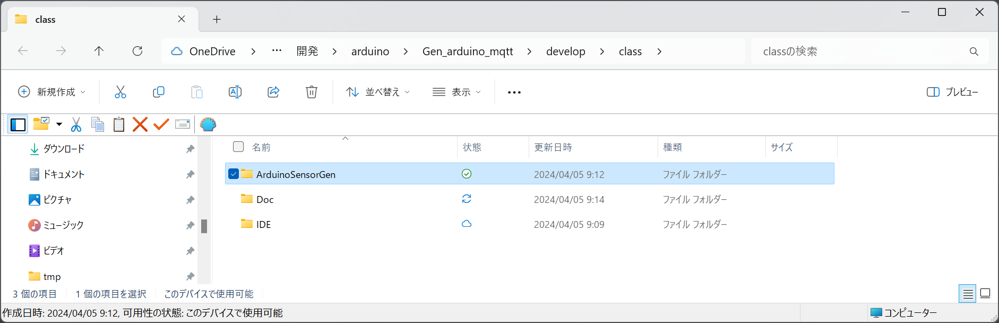 class
OneDrive > ··· 開発 > arduino > Gen_arduino_mqtt > develop > class >
classの検索
新規作成
並べ替え
表示
プレビュー
名前 状態 更新日時 種類 サイズ
ダウンロード
ドキュメント
ピクチャ
ミュージック
ビデオ
tmp
ArduinoSensorGen 2024/04/05 9:12 ファイル フォルダー
Doc 2024/04/05 9:14 ファイル フォルダー
IDE 2024/04/05 9:09 ファイル フォルダー
3 個の項目 1 個の項目を選択 このデバイスで使用可能
作成日時: 2024/04/05 9:12, 可用性の状態: このデバイスで使用可能
コンピューター